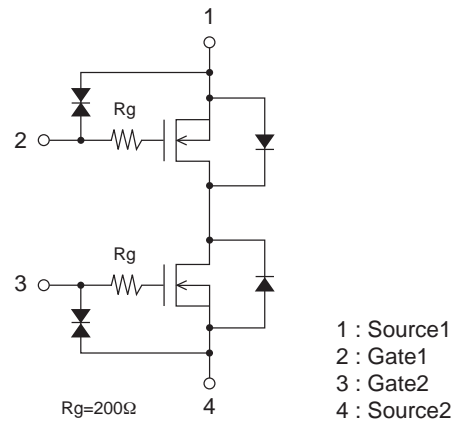 1
Rg
2
Rg
3
1 : Source1
2 : Gate1
3 : Gate2
4 : Source2
Rg=200Ω
4